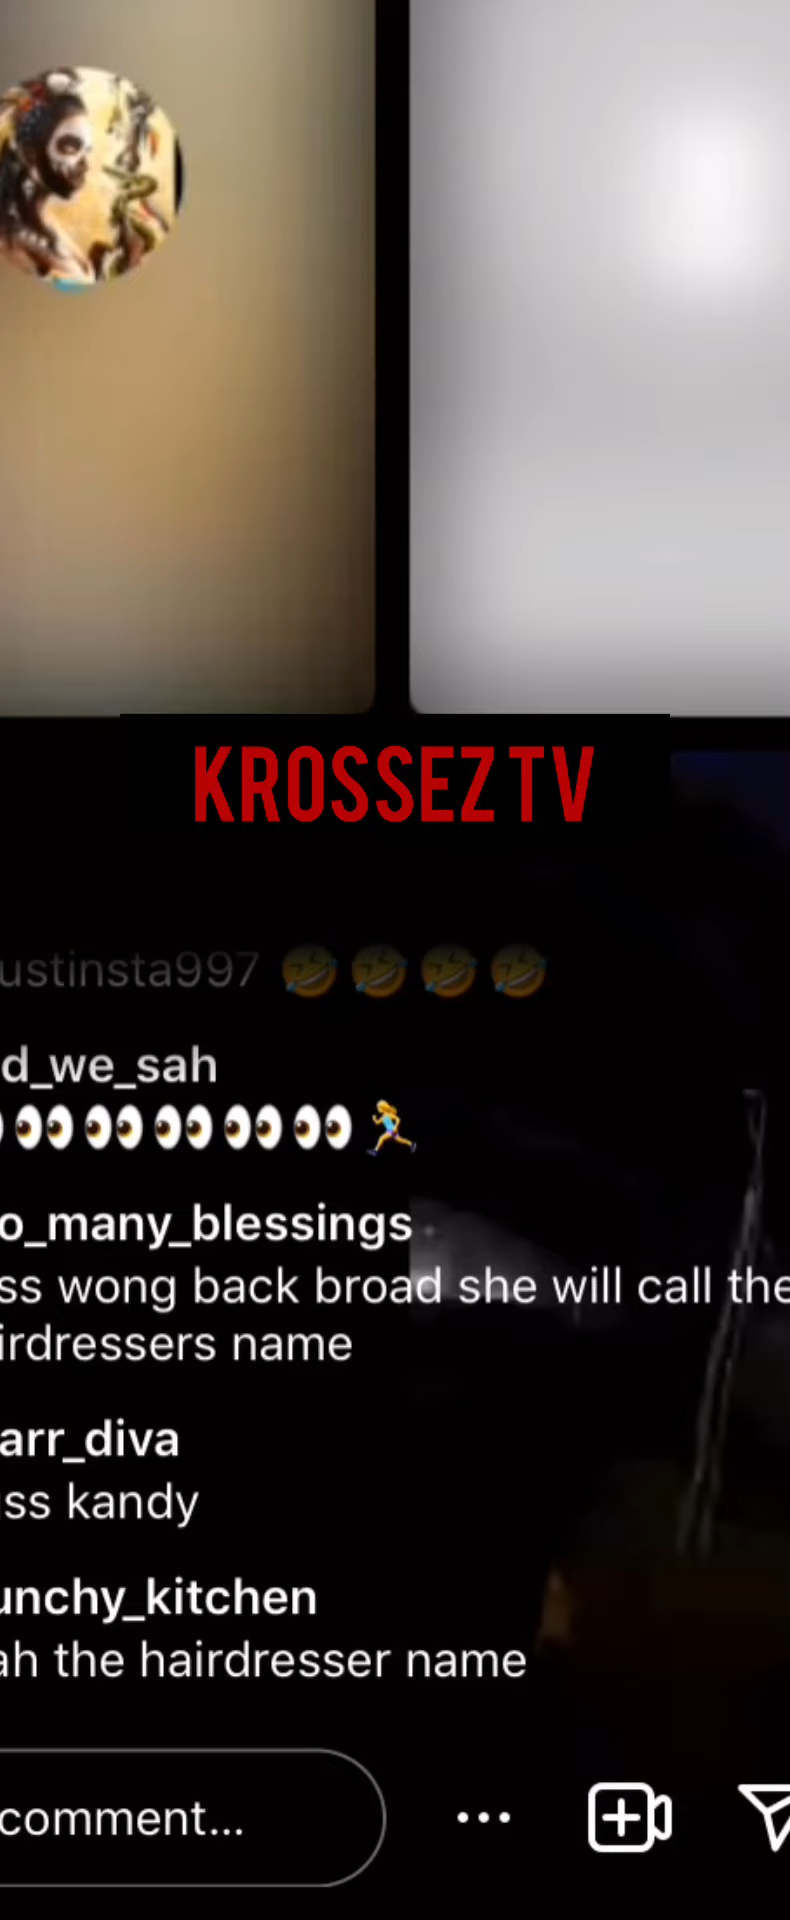 KROSSEZ TV
ustinsta997 🤣🤣🤣🤣
d_we_sah
👀👀👀👀👀🏃‍♀️
o_many_blessings
ss wong back broad she will call the
irdressers name
arr_diva
ss kandy
unchy_kitchen
ah the hairdresser name
comment...